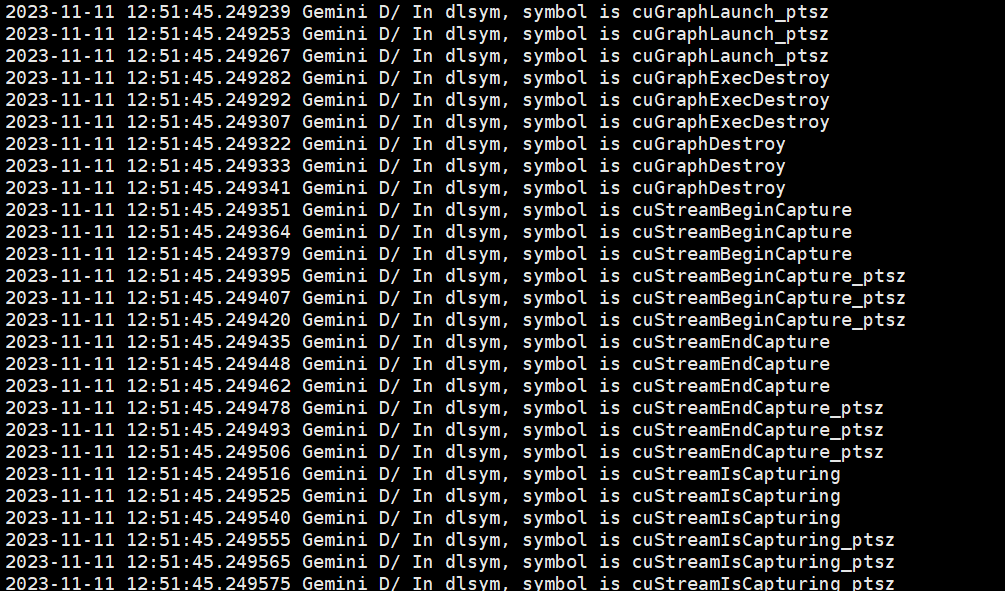 2023-11-11 12:51:45.249239 Gemini D/ In dlsym, symbol is cuGraphLaunch_ptsz
2023-11-11 12:51:45.249253 Gemini D/ In dlsym, symbol is cuGraphLaunch_ptsz
2023-11-11 12:51:45.249267 Gemini D/ In dlsym, symbol is cuGraphLaunch_ptsz
2023-11-11 12:51:45.249282 Gemini D/ In dlsym, symbol is cuGraphExecDestroy
2023-11-11 12:51:45.249292 Gemini D/ In dlsym, symbol is cuGraphExecDestroy
2023-11-11 12:51:45.249307 Gemini D/ In dlsym, symbol is cuGraphExecDestroy
2023-11-11 12:51:45.249322 Gemini D/ In dlsym, symbol is cuGraphDestroy
2023-11-11 12:51:45.249333 Gemini D/ In dlsym, symbol is cuGraphDestroy
2023-11-11 12:51:45.249341 Gemini D/ In dlsym, symbol is cuGraphDestroy
2023-11-11 12:51:45.249351 Gemini D/ In dlsym, symbol is cuStreamBeginCapture
2023-11-11 12:51:45.249364 Gemini D/ In dlsym, symbol is cuStreamBeginCapture
2023-11-11 12:51:45.249379 Gemini D/ In dlsym, symbol is cuStreamBeginCapture
2023-11-11 12:51:45.249395 Gemini D/ In dlsym, symbol is cuStreamBeginCapture_ptsz
2023-11-11 12:51:45.249407 Gemini D/ In dlsym, symbol is cuStreamBeginCapture_ptsz
2023-11-11 12:51:45.249420 Gemini D/ In dlsym, symbol is cuStreamBeginCapture_ptsz
2023-11-11 12:51:45.249435 Gemini D/ In dlsym, symbol is cuStreamEndCapture
2023-11-11 12:51:45.249448 Gemini D/ In dlsym, symbol is cuStreamEndCapture
2023-11-11 12:51:45.249462 Gemini D/ In dlsym, symbol is cuStreamEndCapture
2023-11-11 12:51:45.249478 Gemini D/ In dlsym, symbol is cuStreamEndCapture_ptsz
2023-11-11 12:51:45.249493 Gemini D/ In dlsym, symbol is cuStreamEndCapture_ptsz
2023-11-11 12:51:45.249506 Gemini D/ In dlsym, symbol is cuStreamEndCapture_ptsz
2023-11-11 12:51:45.249516 Gemini D/ In dlsym, symbol is cuStreamIsCapturing
2023-11-11 12:51:45.249525 Gemini D/ In dlsym, symbol is cuStreamIsCapturing
2023-11-11 12:51:45.249540 Gemini D/ In dlsym, symbol is cuStreamIsCapturing
2023-11-11 12:51:45.249555 Gemini D/ In dlsym, symbol is cuStreamIsCapturing_ptsz
2023-11-11 12:51:45.249565 Gemini D/ In dlsym, symbol is cuStreamIsCapturing_ptsz
2023-11-11 12:51:45.249575 Gemini D/ In dlsym, symbol is cuStreamIsCapturing_ptsz